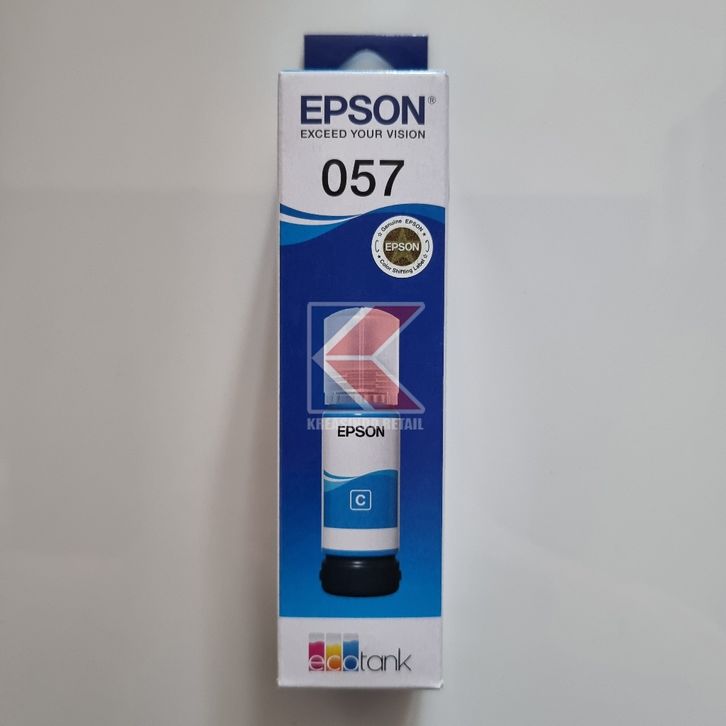 EPSON®
EXCEED YOUR VISION
057
☆ Genuine EPSON ★
EPSON
☆ Color Shifting Label ★
EPSON
C
ecotank